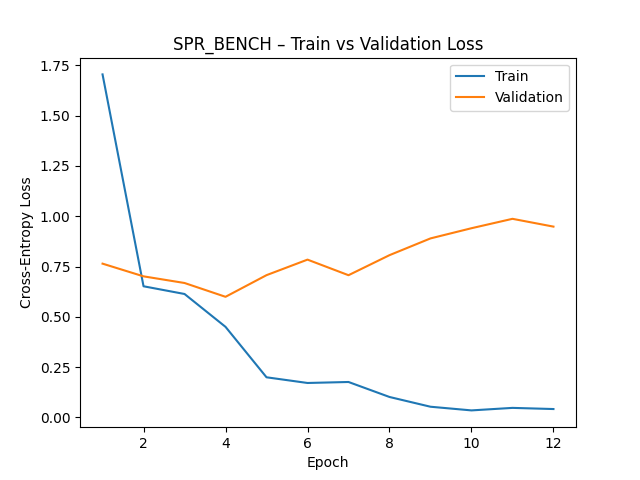 SPR_BENCH – Train vs Validation Loss
Train
Validation
1.75
1.50
1.25
1.00
0.75
0.50
0.25
0.00
Cross-Entropy Loss
2 4 6 8 10 12
Epoch